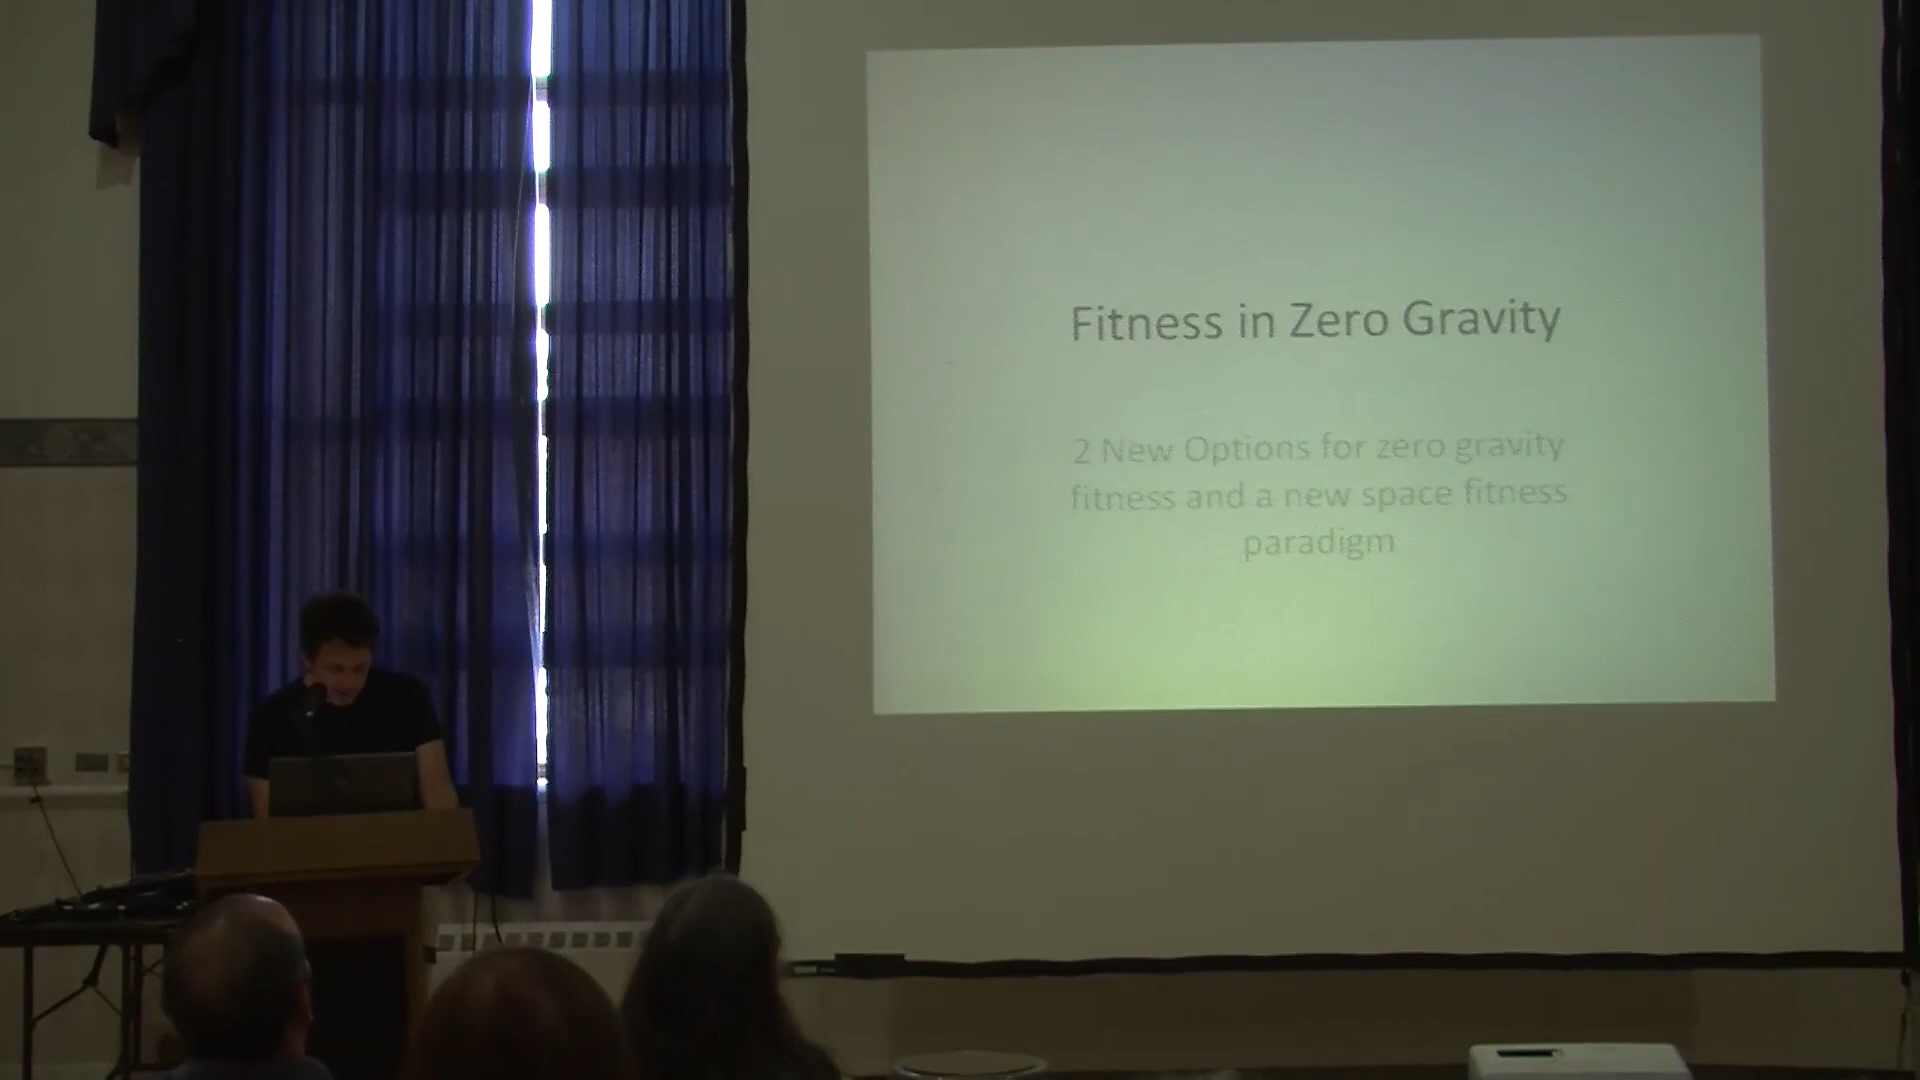 Fitness in Zero Gravity
2 New Options for zero gravity
fitness and a new space fitness
paradigm